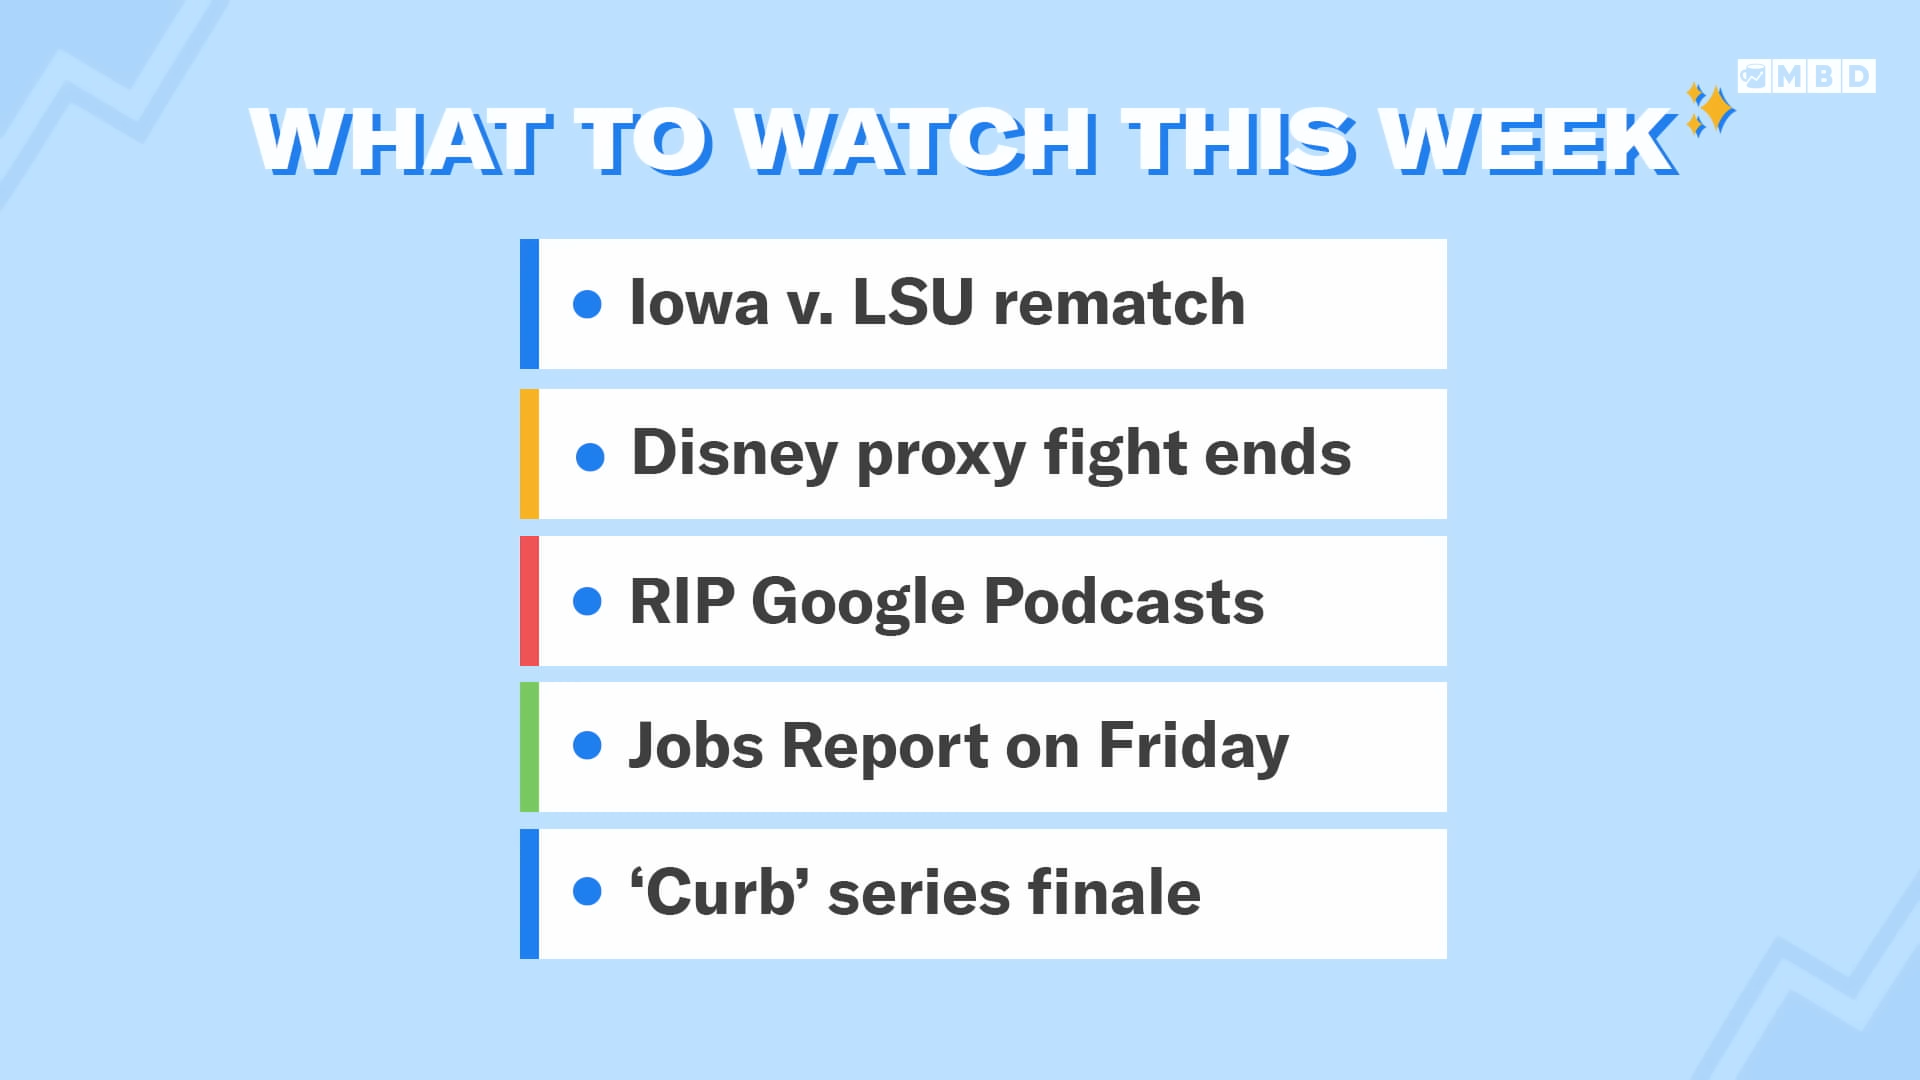 MBD
WHAT TO WATCH THIS WEEK
Iowa v. LSU rematch
Disney proxy fight ends
RIP Google Podcasts
Jobs Report on Friday
‘Curb’ series finale